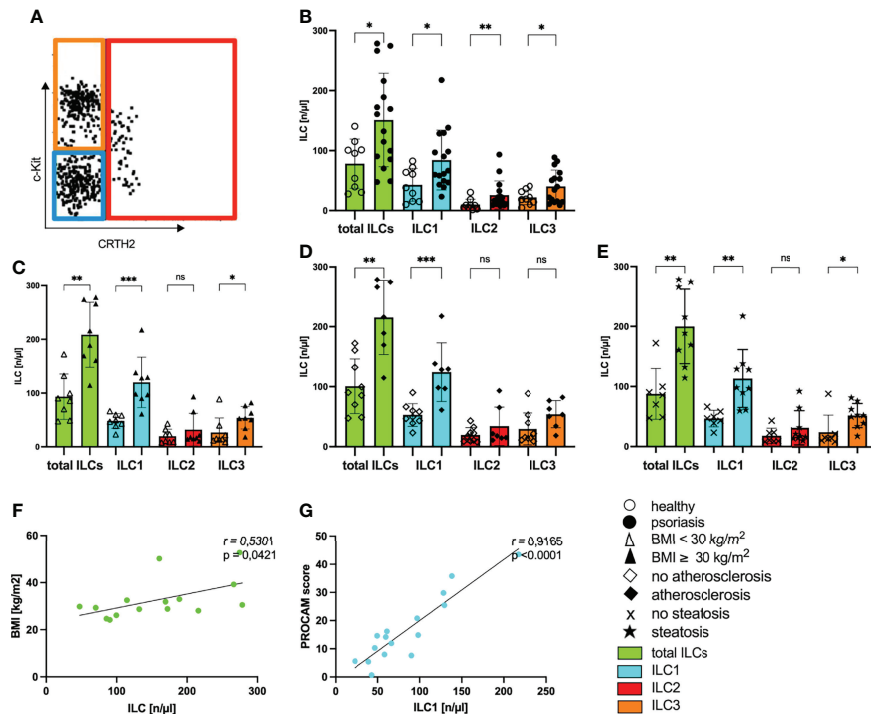 A
c-Kit
CRTH2
B
ILC [n/µl]
300
200
100
0
* * ** *
total ILCs ILC1 ILC2 ILC3
C
ILC [n/µl]
300
200
100
0
** *** ns *
total ILCs ILC1 ILC2 ILC3
D
ILC [n/µl]
300
200
100
0
** *** ns ns
total ILCs ILC1 ILC2 ILC3
E
ILC [n/µl]
300
200
100
0
** ** ns *
total ILCs ILC1 ILC2 ILC3
F
BMI [kg/m2]
60
40
20
0
r = 0,5301
p = 0,0421
0 100 200 300
ILC [n/µl]
G
PROCAM score
50
40
30
20
10
0
r = 0,9165
p <0.0001
0 50 100 150 200 250
ILC1 [n/µl]
healthy
psoriasis
BMI < 30 kg/m²
BMI ≥ 30 kg/m²
no atherosclerosis
atherosclerosis
no steatosis
steatosis
total ILCs
ILC1
ILC2
ILC3